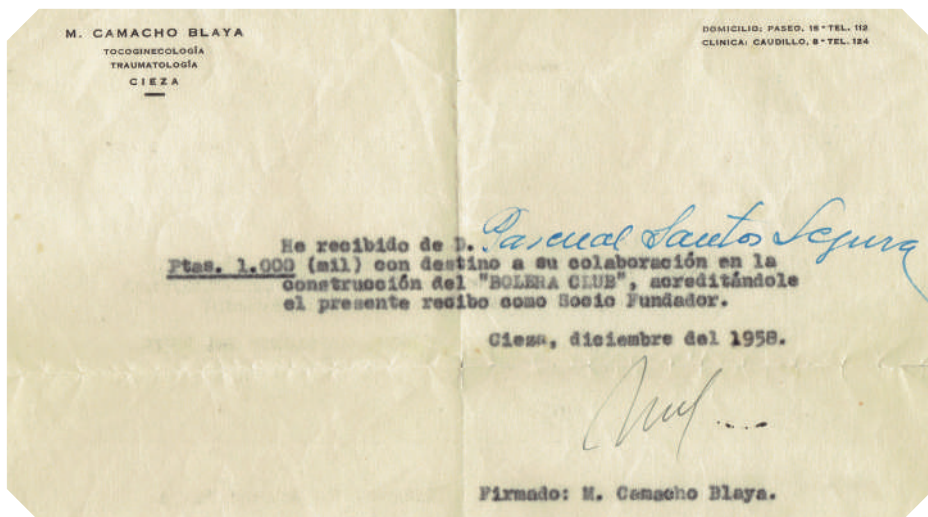 M. CAMACHO BLAYA
TOCOGINECOLOGÍA
TRAUMATOLOGÍA
CIEZA
DOMICILIO: PASEO, 16 - TEL. 112
CLINICA: CAUDILLO, 8 - TEL. 124
He recibido de D. Pascual Santos Segura
Ptas. 1.000 (mil) con destino a su colaboración en la
construcción del "BOLERA CLUB", acreditándole
el presente recibo como Socio Fundador.
Cieza, diciembre del 1958.
Firmado: M. Camacho Blaya.